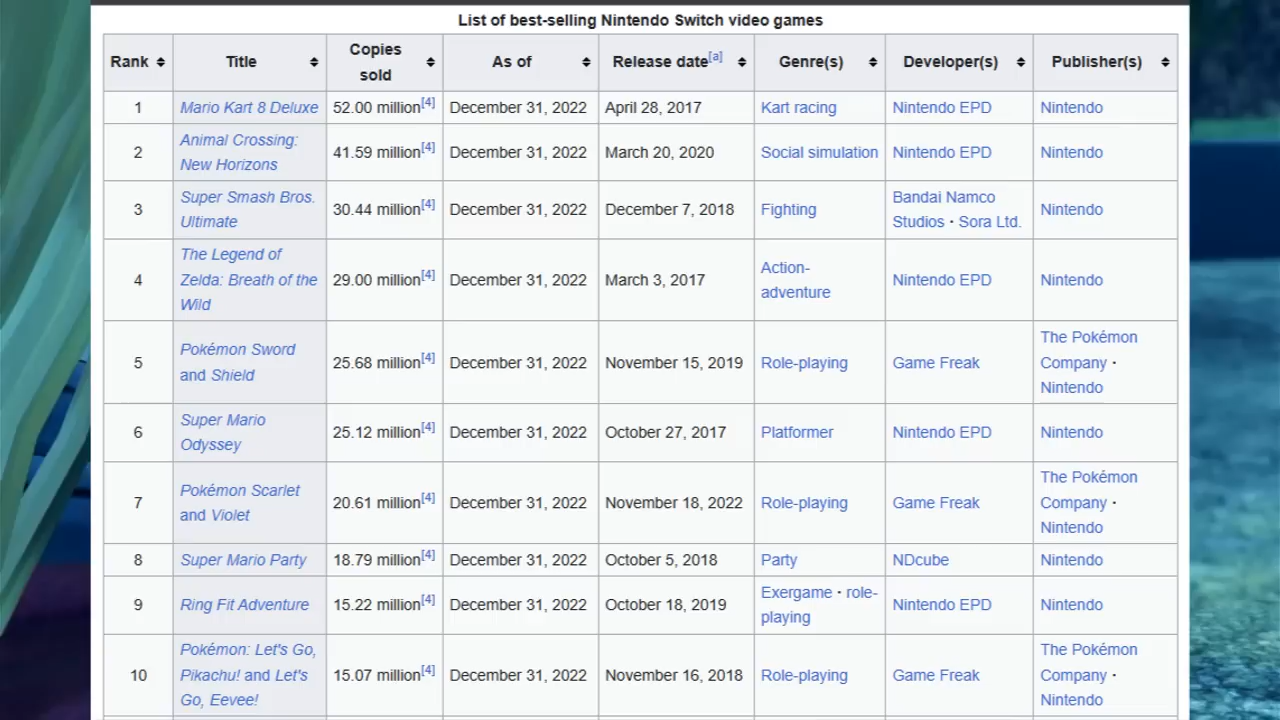 List of best-selling Nintendo Switch video games
Rank Title Copies sold As of Release date[a] Genre(s) Developer(s) Publisher(s)
1 Mario Kart 8 Deluxe 52.00 million[4] December 31, 2022 April 28, 2017 Kart racing Nintendo EPD Nintendo
2 Animal Crossing: New Horizons 41.59 million[4] December 31, 2022 March 20, 2020 Social simulation Nintendo EPD Nintendo
3 Super Smash Bros. Ultimate 30.44 million[4] December 31, 2022 December 7, 2018 Fighting Bandai Namco Studios · Sora Ltd. Nintendo
4 The Legend of Zelda: Breath of the Wild 29.00 million[4] December 31, 2022 March 3, 2017 Action-adventure Nintendo EPD Nintendo
5 Pokémon Sword and Shield 25.68 million[4] December 31, 2022 November 15, 2019 Role-playing Game Freak The Pokémon Company · Nintendo
6 Super Mario Odyssey 25.12 million[4] December 31, 2022 October 27, 2017 Platformer Nintendo EPD Nintendo
7 Pokémon Scarlet and Violet 20.61 million[4] December 31, 2022 November 18, 2022 Role-playing Game Freak The Pokémon Company · Nintendo
8 Super Mario Party 18.79 million[4] December 31, 2022 October 5, 2018 Party NDcube Nintendo
9 Ring Fit Adventure 15.22 million[4] December 31, 2022 October 18, 2019 Exergame · role-playing Nintendo EPD Nintendo
10 Pokémon: Let's Go, Pikachu! and Let's Go, Eevee! 15.07 million[4] December 31, 2022 November 16, 2018 Role-playing Game Freak The Pokémon Company · Nintendo